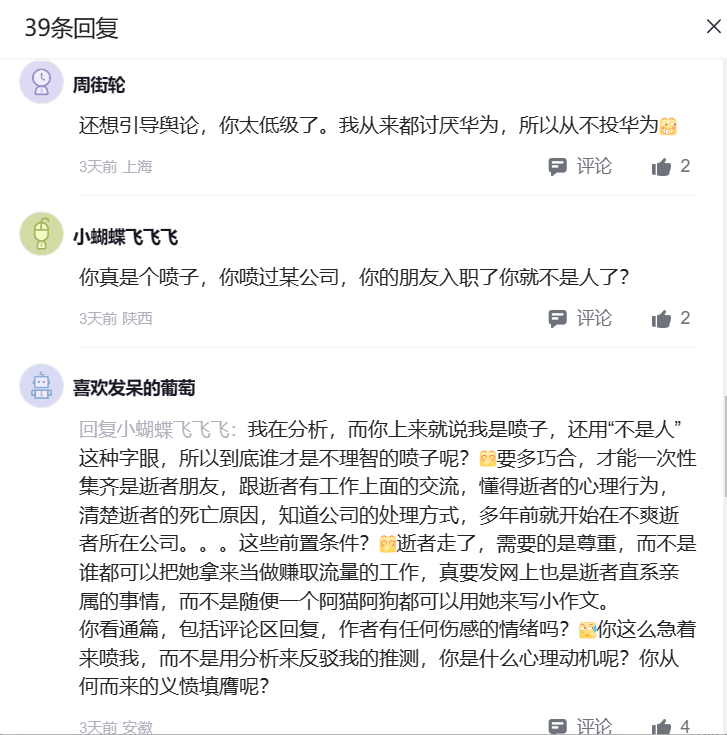 39条回复
周街轮
还想引导舆论，你太低级了。我从来都讨厌华为，所以从不投华为
3天前 上海
评论
2
小蝴蝶飞飞飞
你真是个喷子，你喷过某公司，你的朋友入职了你就不是人了？
3天前 陕西
评论
2
喜欢发呆的葡萄
回复小蝴蝶飞飞飞：我在分析，而你上来就说我是喷子，还用“不是人”
这种字眼，所以到底谁才是不理智的喷子呢？要多巧合，才能一次性
集齐是逝者朋友，跟逝者有工作上面的交流，懂得逝者的心理行为，
清楚逝者的死亡原因，知道公司的处理方式，多年前就开始在不爽逝
者所在公司。。。这些前置条件？逝者走了，需要的是尊重，而不是
谁都可以把她拿来当做赚取流量的工作，真要发网上也是逝者直系亲
属的事情，而不是随便一个阿猫阿狗都可以用她来写小作文。
你看通篇，包括评论区回复，作者有任何伤感的情绪吗？你这么急着
来喷我，而不是用分析来反驳我的推测，你是什么心理动机呢？你从
何而来的义愤填膺呢？
3天前 安徽
评论
4